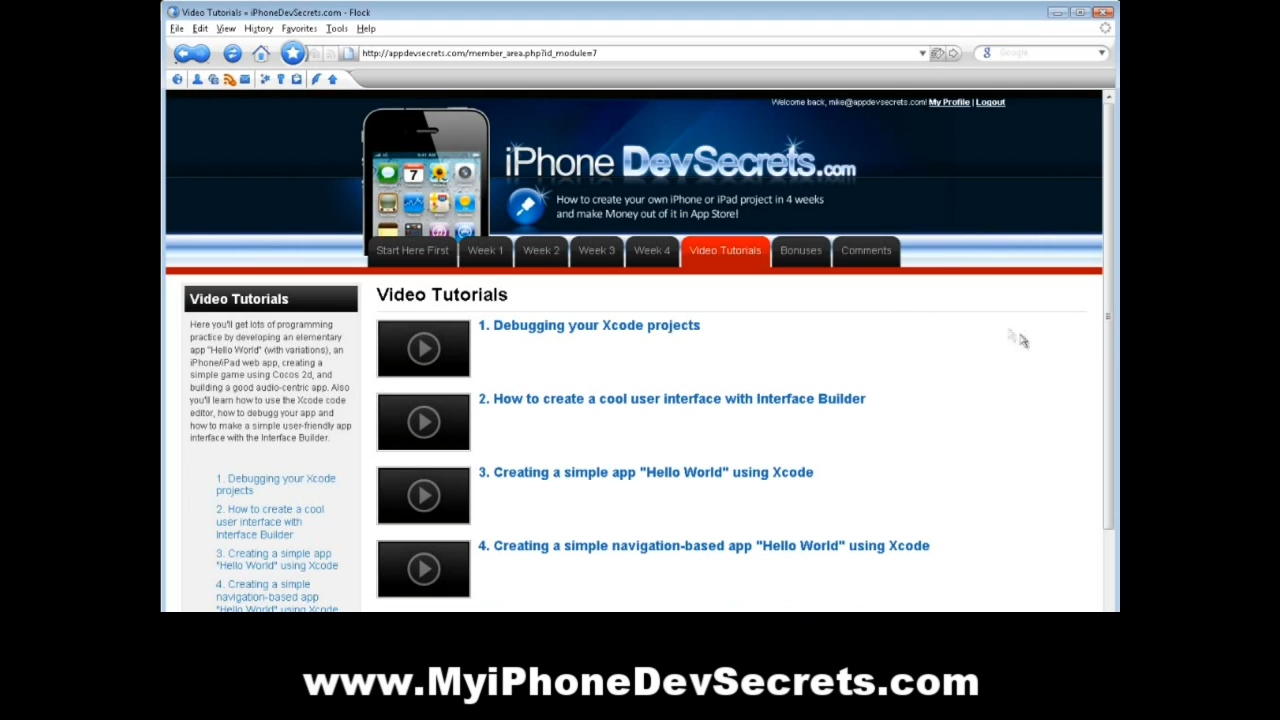 Video Tutorials « iPhoneDevSecrets.com - Flock
File Edit View History Favorites Tools Help
http://appdevsecrets.com/member_area.php?id_module=7
Google
Welcome back, mike@appdevsecrets.com! My Profile | Logout
iPhone DevSecrets.com
How to create your own iPhone or iPad project in 4 weeks
and make Money out of it in App Store!
Start Here First Week 1 Week 2 Week 3 Week 4 Video Tutorials Bonuses Comments
Video Tutorials
Here you'll get lots of programming
practice by developing an elementary
app "Hello World" (with variations), an
iPhone/iPad web app, creating a
simple game using Cocos 2d, and
building a good audio-centric app. Also
you'll learn how to use the Xcode code
editor, how to debugg your app and
how to make a simple user-friendly app
interface with the Interface Builder.
1. Debugging your Xcode
projects
2. How to create a cool
user interface with
Interface Builder
3. Creating a simple app
"Hello World" using Xcode
4. Creating a simple
navigation-based app
"Hello World" using Xcode
Video Tutorials
1. Debugging your Xcode projects
2. How to create a cool user interface with Interface Builder
3. Creating a simple app "Hello World" using Xcode
4. Creating a simple navigation-based app "Hello World" using Xcode
www.MyiPhoneDevSecrets.com